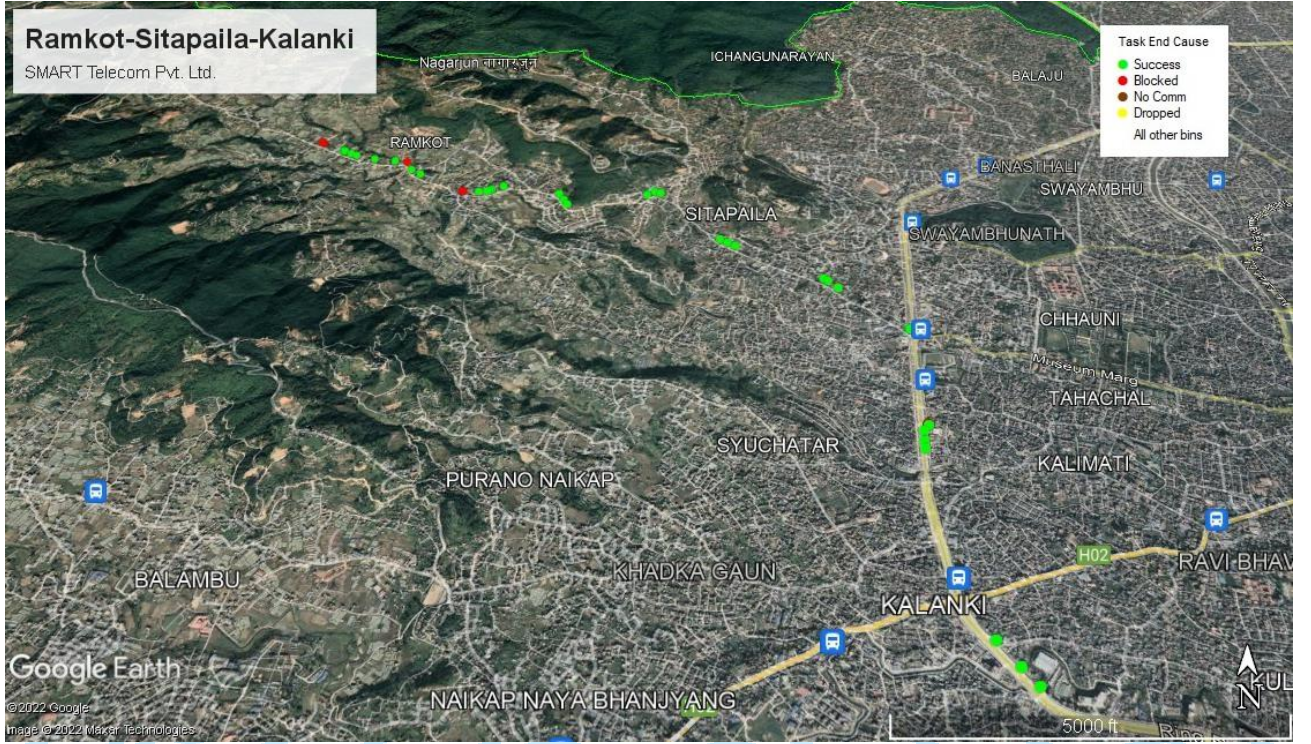 Ramkot-Sitapaila-Kalanki
SMART Telecom Pvt. Ltd.
Task End Cause
Success
Blocked
No Comm
Dropped
All other bins
Nagarjun नागार्जुन
ICHANGUNARAYAN
BALAJU
RAMKOT
BANASTHALI
SWAYAMBHU
SITAPAILA
SWAYAMBHUNATH
CHHAUNI
Museum Marg
TAHACHAL
SYUCHATAR
KALIMATI
PURANO NAIKAP
H02
RAVI BHAV
BALAMBU
KHADKA GAUN
KALANKI
Google Earth
NAIKAP NAYA BHANJYANG
KUL
N
© 2022 Google
Image © 2022 Maxar Technologies
5000 ft